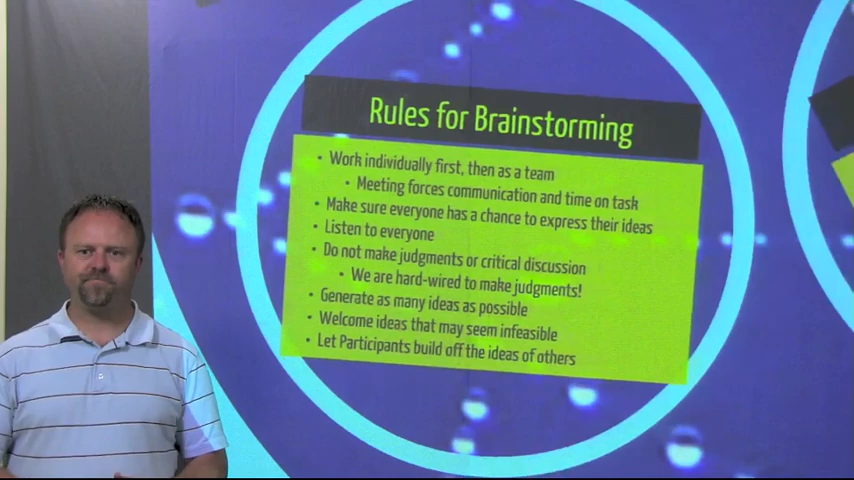 Rules for Brainstorming
• Work individually first, then as a team
• Meeting forces communication and time on task
• Make sure everyone has a chance to express their ideas
• Listen to everyone
• Do not make judgments or critical discussion
• We are hard-wired to make judgments!
• Generate as many ideas as possible
• Welcome ideas that may seem infeasible
• Let Participants build off the ideas of others